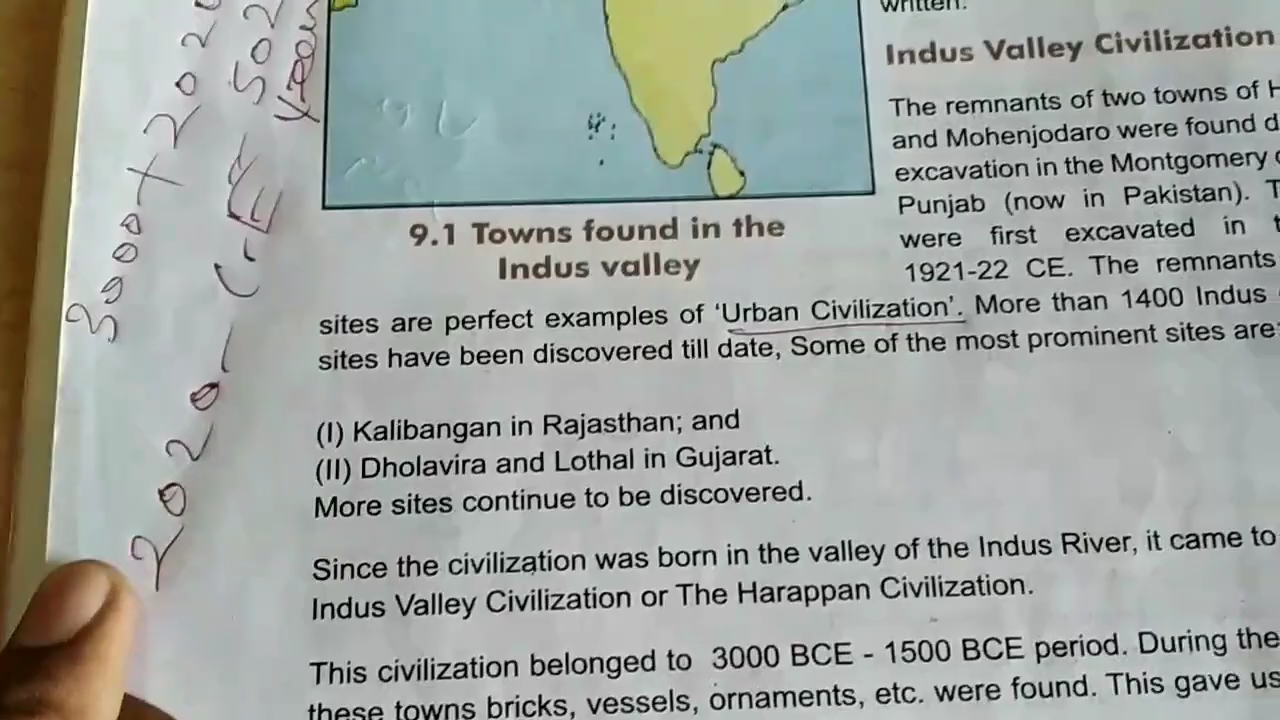 written.
Indus Valley Civilization
The remnants of two towns of H
and Mohenjodaro were found d
excavation in the Montgomery
Punjab (now in Pakistan). T
were first excavated in t
1921-22 CE. The remnants
9.1 Towns found in the
Indus valley
sites are perfect examples of ‘Urban Civilization’. More than 1400 Indus
sites have been discovered till date, Some of the most prominent sites are:
(I) Kalibangan in Rajasthan; and
(II) Dholavira and Lothal in Gujarat.
More sites continue to be discovered.
Since the civilization was born in the valley of the Indus River, it came to
Indus Valley Civilization or The Harappan Civilization.
This civilization belonged to 3000 BCE - 1500 BCE period. During the
these towns bricks, vessels, ornaments, etc. were found. This gave us
3000+202
2020- CE
502